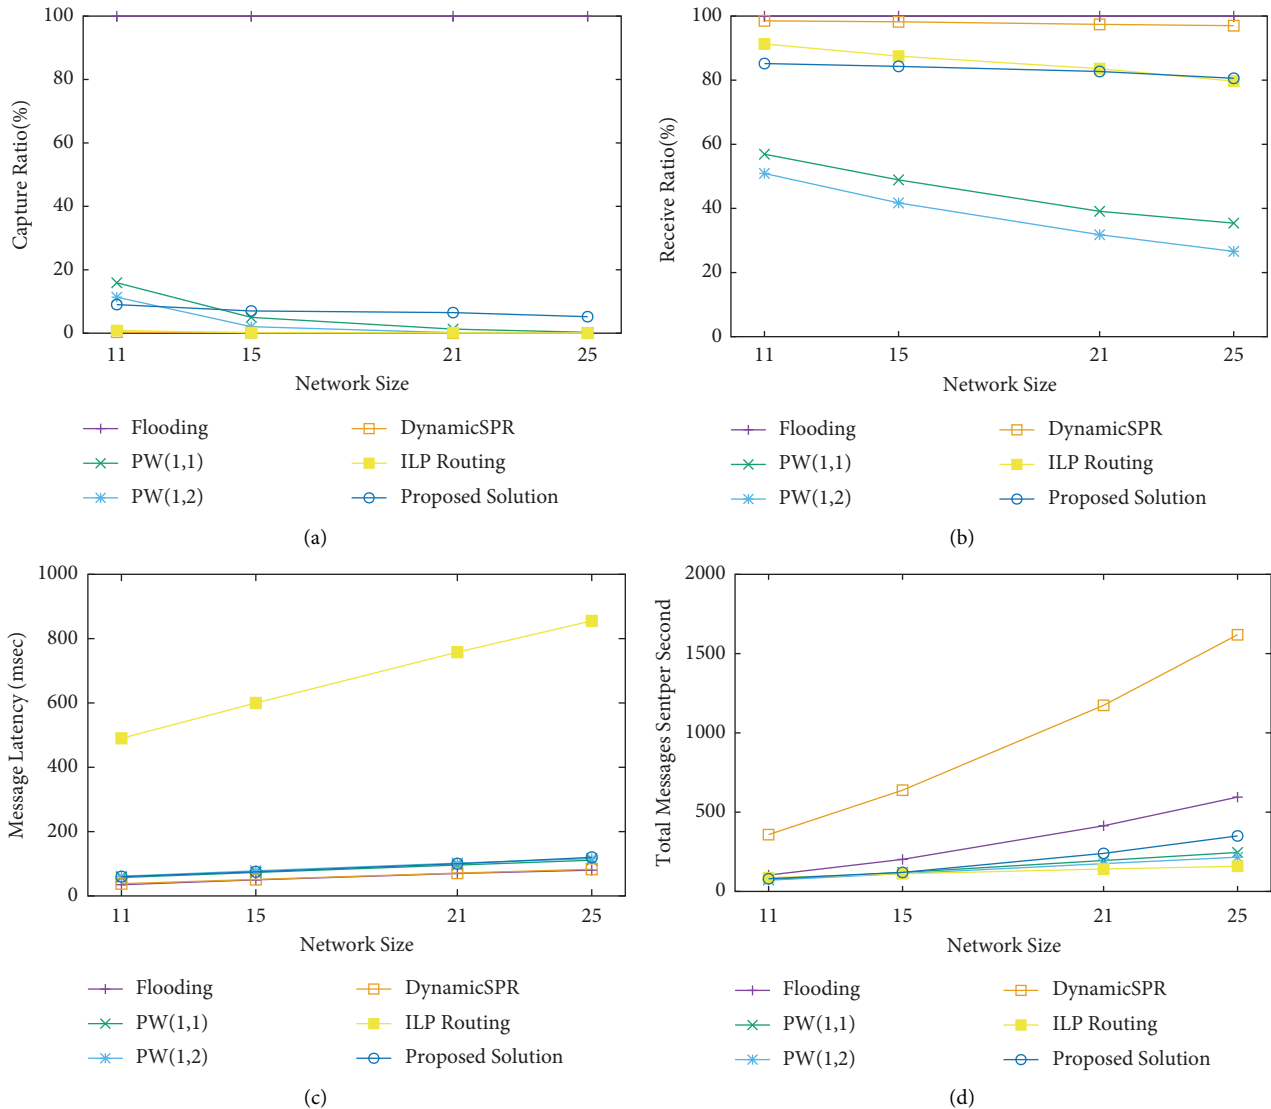 100
80
60
40
20
0
Capture Ratio(%)
11 15 21 25
Network Size
Flooding
PW(1,1)
PW(1,2)
DynamicSPR
ILP Routing
Proposed Solution
(a)
100
80
60
40
20
0
Receive Ratio(%)
11 15 21 25
Network Size
Flooding
PW(1,1)
PW(1,2)
DynamicSPR
ILP Routing
Proposed Solution
(b)
1000
800
600
400
200
0
Message Latency (msec)
11 15 21 25
Network Size
Flooding
PW(1,1)
PW(1,2)
DynamicSPR
ILP Routing
Proposed Solution
(c)
2000
1500
1000
500
0
Total Messages Sentper Second
11 15 21 25
Network Size
Flooding
PW(1,1)
PW(1,2)
DynamicSPR
ILP Routing
Proposed Solution
(d)